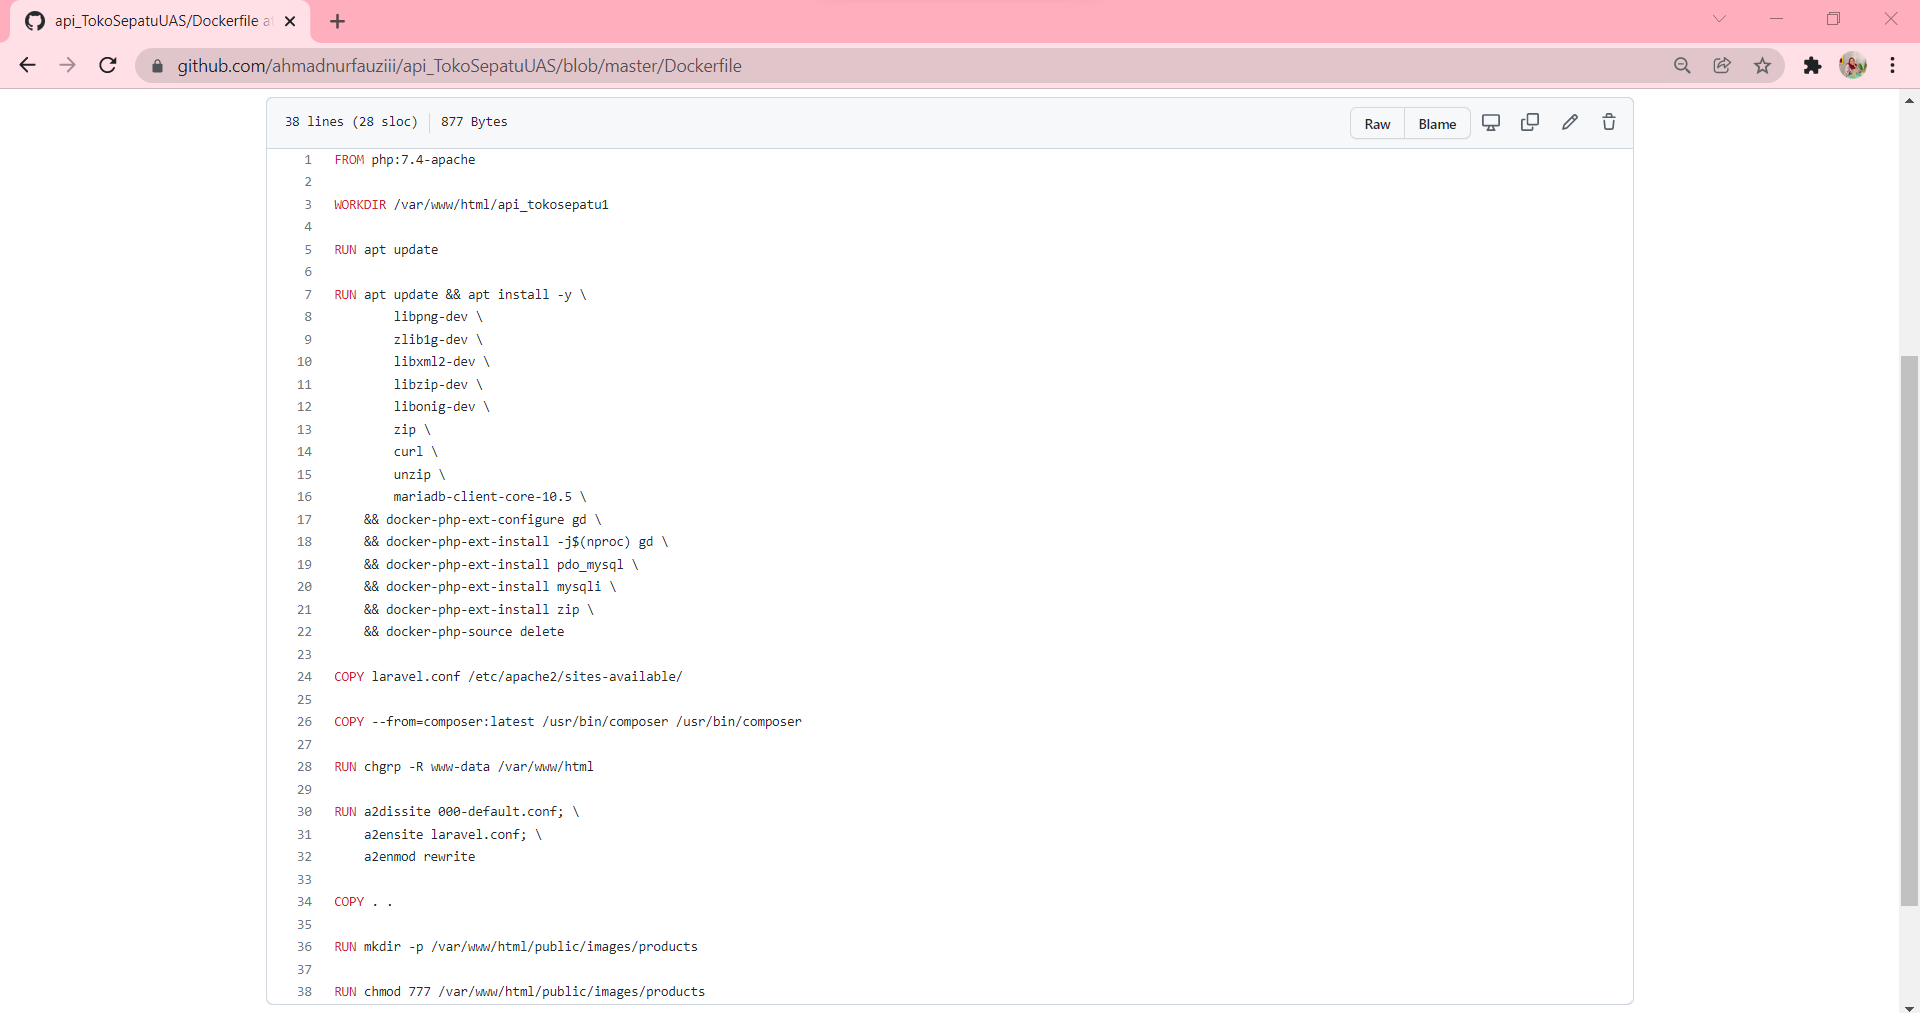 api_TokoSepatuUAS/Dockerfile a
github.com/ahmadnurfauziii/api_TokoSepatuUAS/blob/master/Dockerfile
38 lines (28 sloc) 877 Bytes Raw Blame
1 FROM php:7.4-apache
2
3 WORKDIR /var/www/html/api_tokosepatu1
4
5 RUN apt update
6
7 RUN apt update && apt install -y \
8 libpng-dev \
9 zlib1g-dev \
10 libxml2-dev \
11 libzip-dev \
12 libonig-dev \
13 zip \
14 curl \
15 unzip \
16 mariadb-client-core-10.5 \
17 && docker-php-ext-configure gd \
18 && docker-php-ext-install -j$(nproc) gd \
19 && docker-php-ext-install pdo_mysql \
20 && docker-php-ext-install mysqli \
21 && docker-php-ext-install zip \
22 && docker-php-source delete
23
24 COPY laravel.conf /etc/apache2/sites-available/
25
26 COPY --from=composer:latest /usr/bin/composer /usr/bin/composer
27
28 RUN chgrp -R www-data /var/www/html
29
30 RUN a2dissite 000-default.conf; \
31 a2ensite laravel.conf; \
32 a2enmod rewrite
33
34 COPY . .
35
36 RUN mkdir -p /var/www/html/public/images/products
37
38 RUN chmod 777 /var/www/html/public/images/products